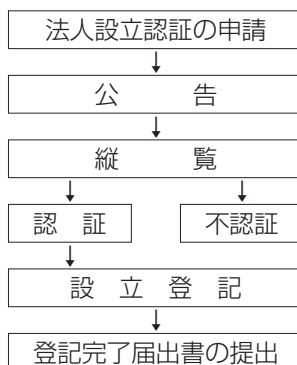 法人設立認証の申請
公告
縦覧
認証
不認証
設立登記
登記完了届出書の提出